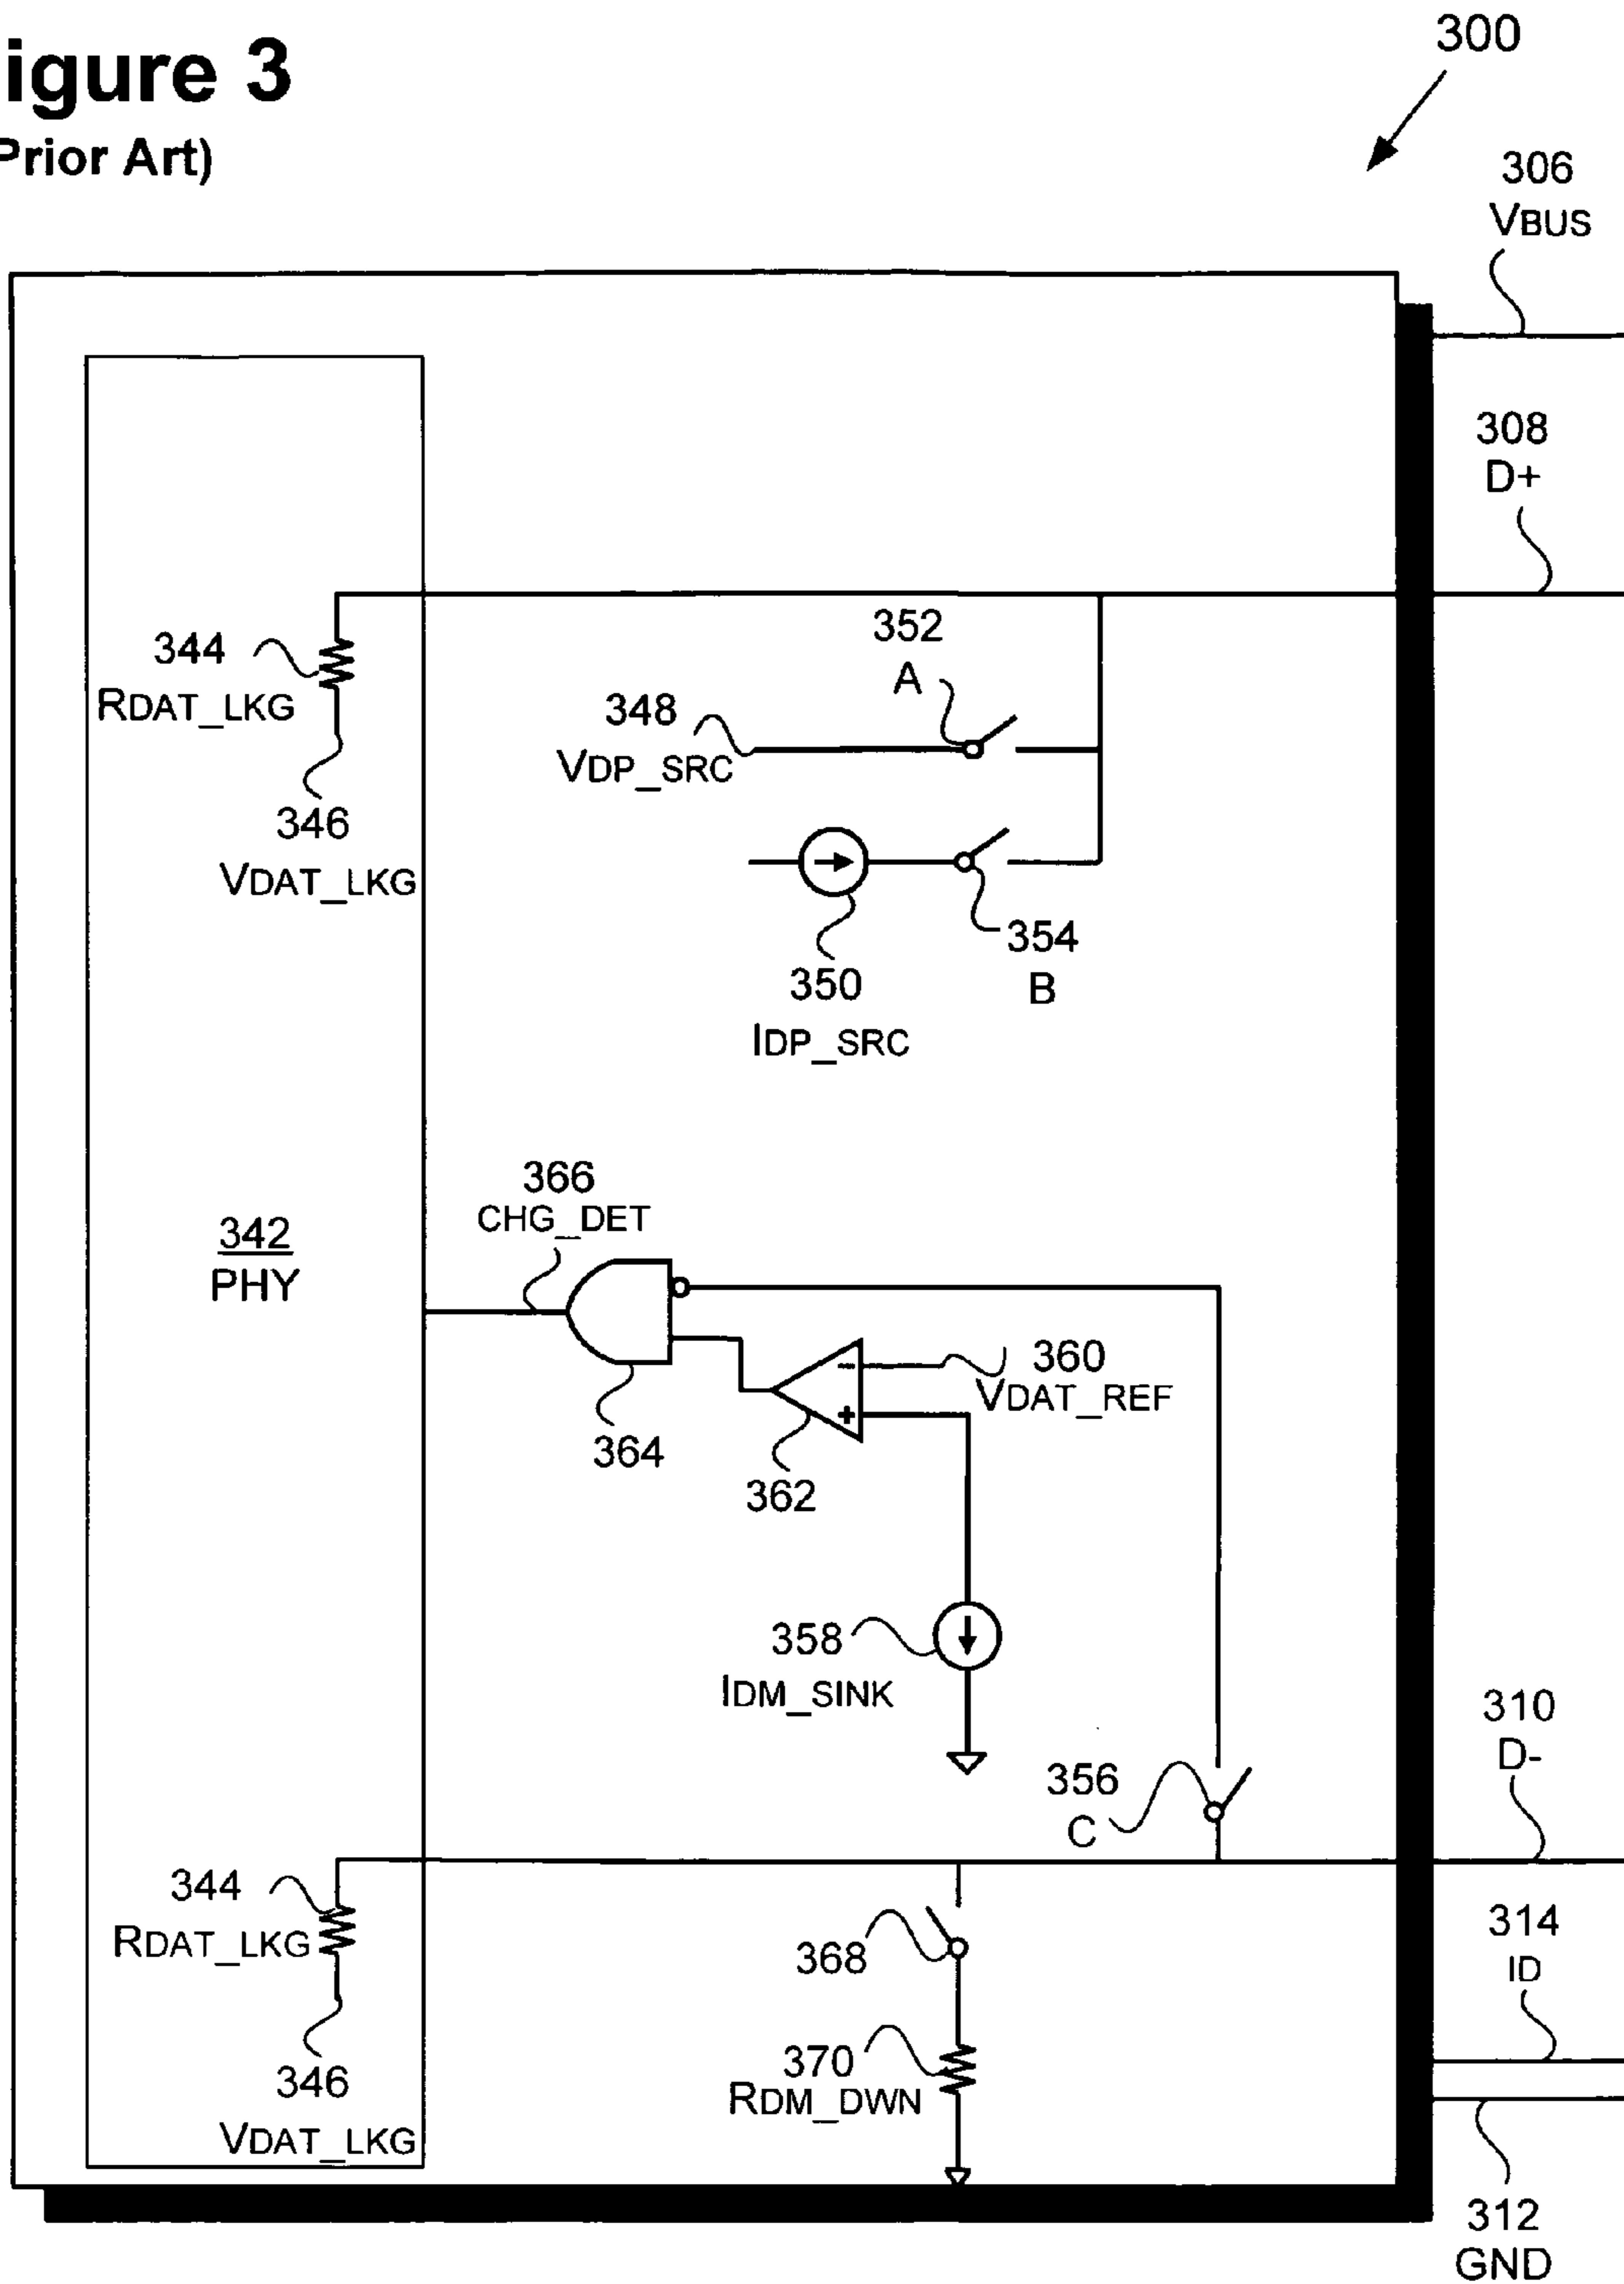 igure 3
Prior Art)
300
306
VBUS
308
D+
344
RDAT_LKG
346
VDAT_LKG
352
A
348
VDP_SRC
354
B
350
IDP_SRC
366
CHG_DET
342
PHY
360
VDAT_REF
-
+
364
362
358
IDM_SINK
310
D-
356
C
344
RDAT_LKG
346
VDAT_LKG
368
370
RDM_DWN
314
ID
312
GND